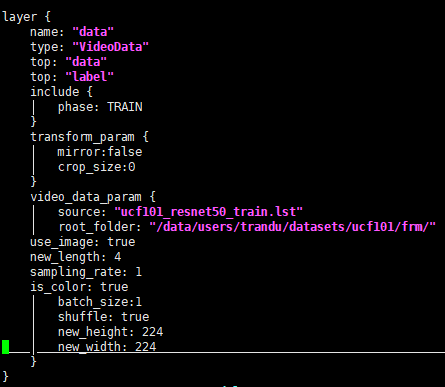 layer {
name: "data"
type: "VideoData"
top: "data"
top: "label"
include {
phase: TRAIN
}
transform_param {
mirror:false
crop_size:0
}
video_data_param {
source: "ucf101_resnet50_train.lst"
root_folder: "/data/users/trandu/datasets/ucf101/frm/"
use_image: true
new_length: 4
sampling_rate: 1
is_color: true
batch_size:1
shuffle: true
new_height: 224
new_width: 224
}
}